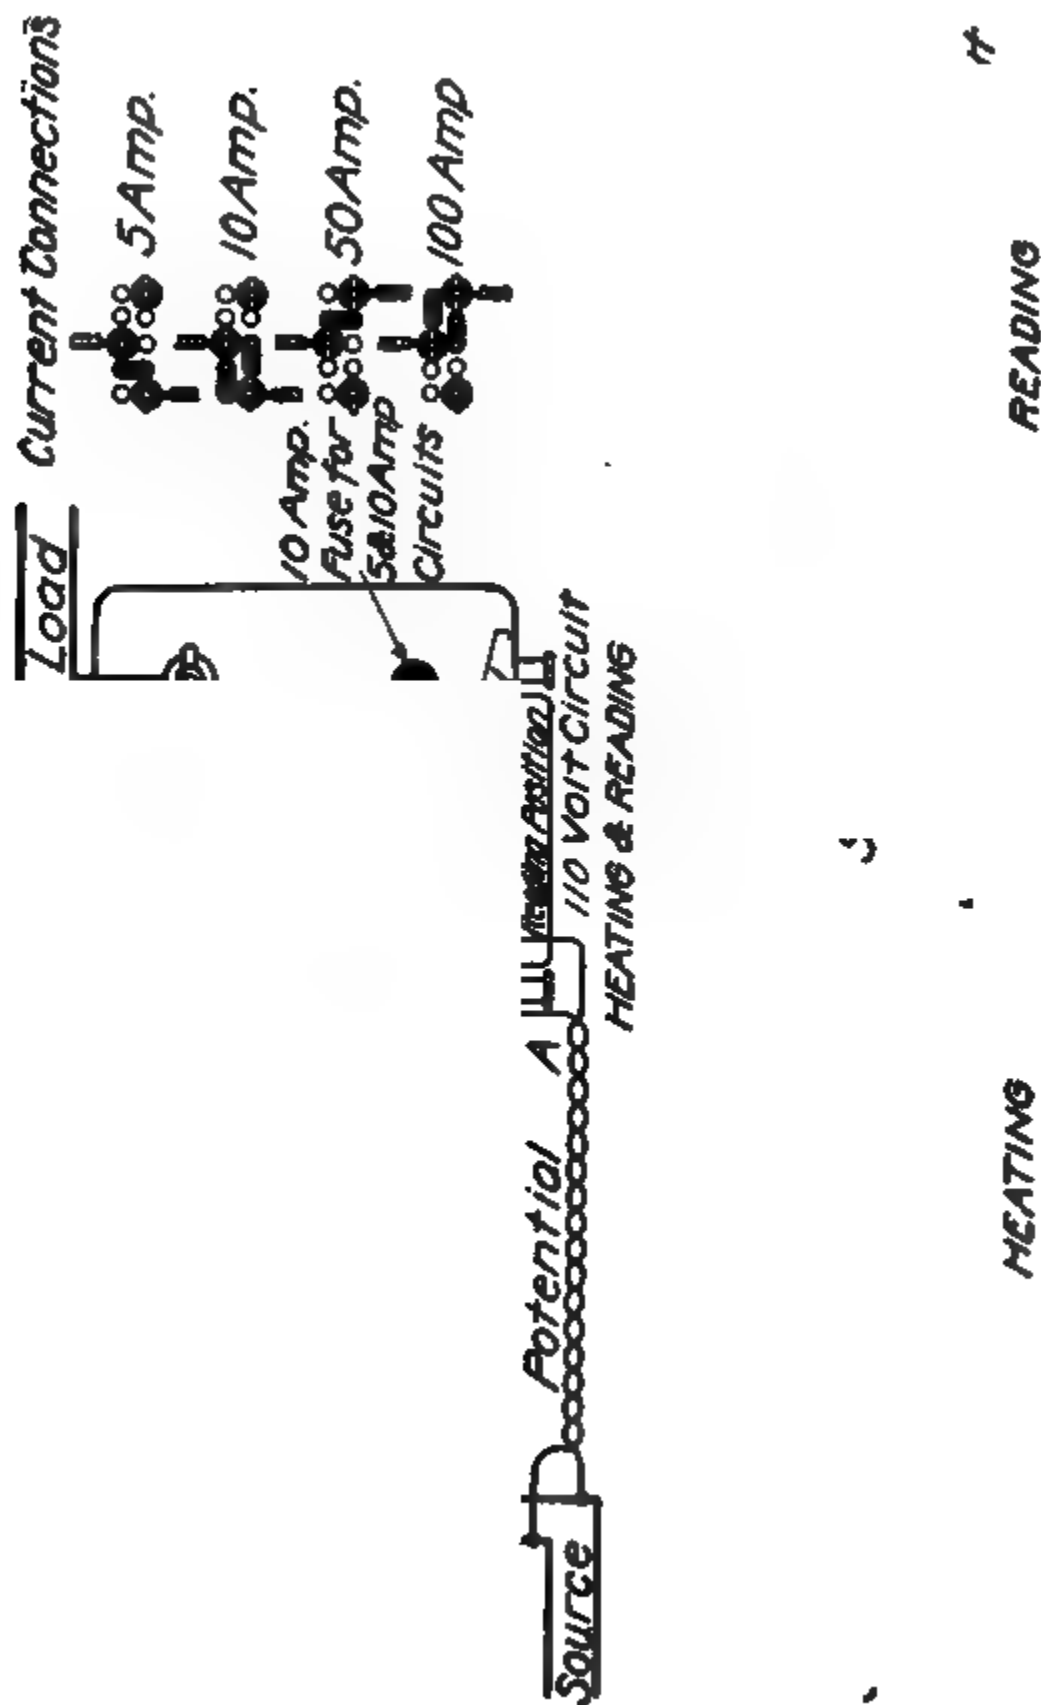 Current Connections
5 Amp.
10 Amp.
50 Amp.
100 Amp
Load
10 Amp.
Fuse for
5&10 Amp
Circuits
Position
110 Volt Circuit
HEATING & READING
Potential A
Source
READING
HEATING